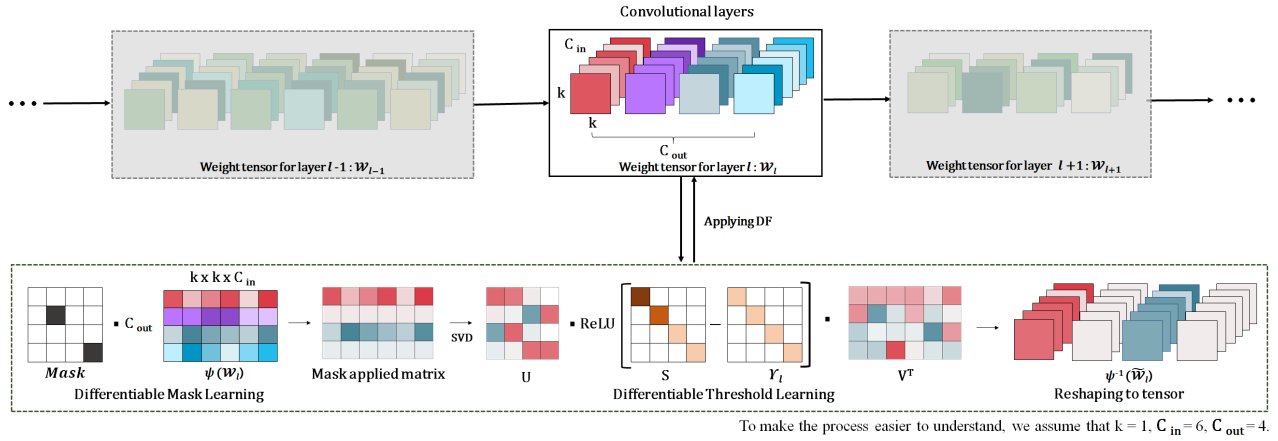 Convolutional layers
C in
k
k
C out
Weight tensor for layer l - 1 : 𝒲l−1
Weight tensor for layer l : 𝒲l
Weight tensor for layer l + 1 : 𝒲l+1
Applying DF
k x k x C in
Mask
· C out
ψ (𝒲l)
Differentiable Mask Learning
Mask applied matrix
SVD
U
· ReLU
[ S − ϒl ]
Differentiable Threshold Learning
·
Vᵀ
ψ⁻¹(𝒲̃l)
Reshaping to tensor
To make the process easier to understand, we assume that k = 1, C in = 6, C out = 4.